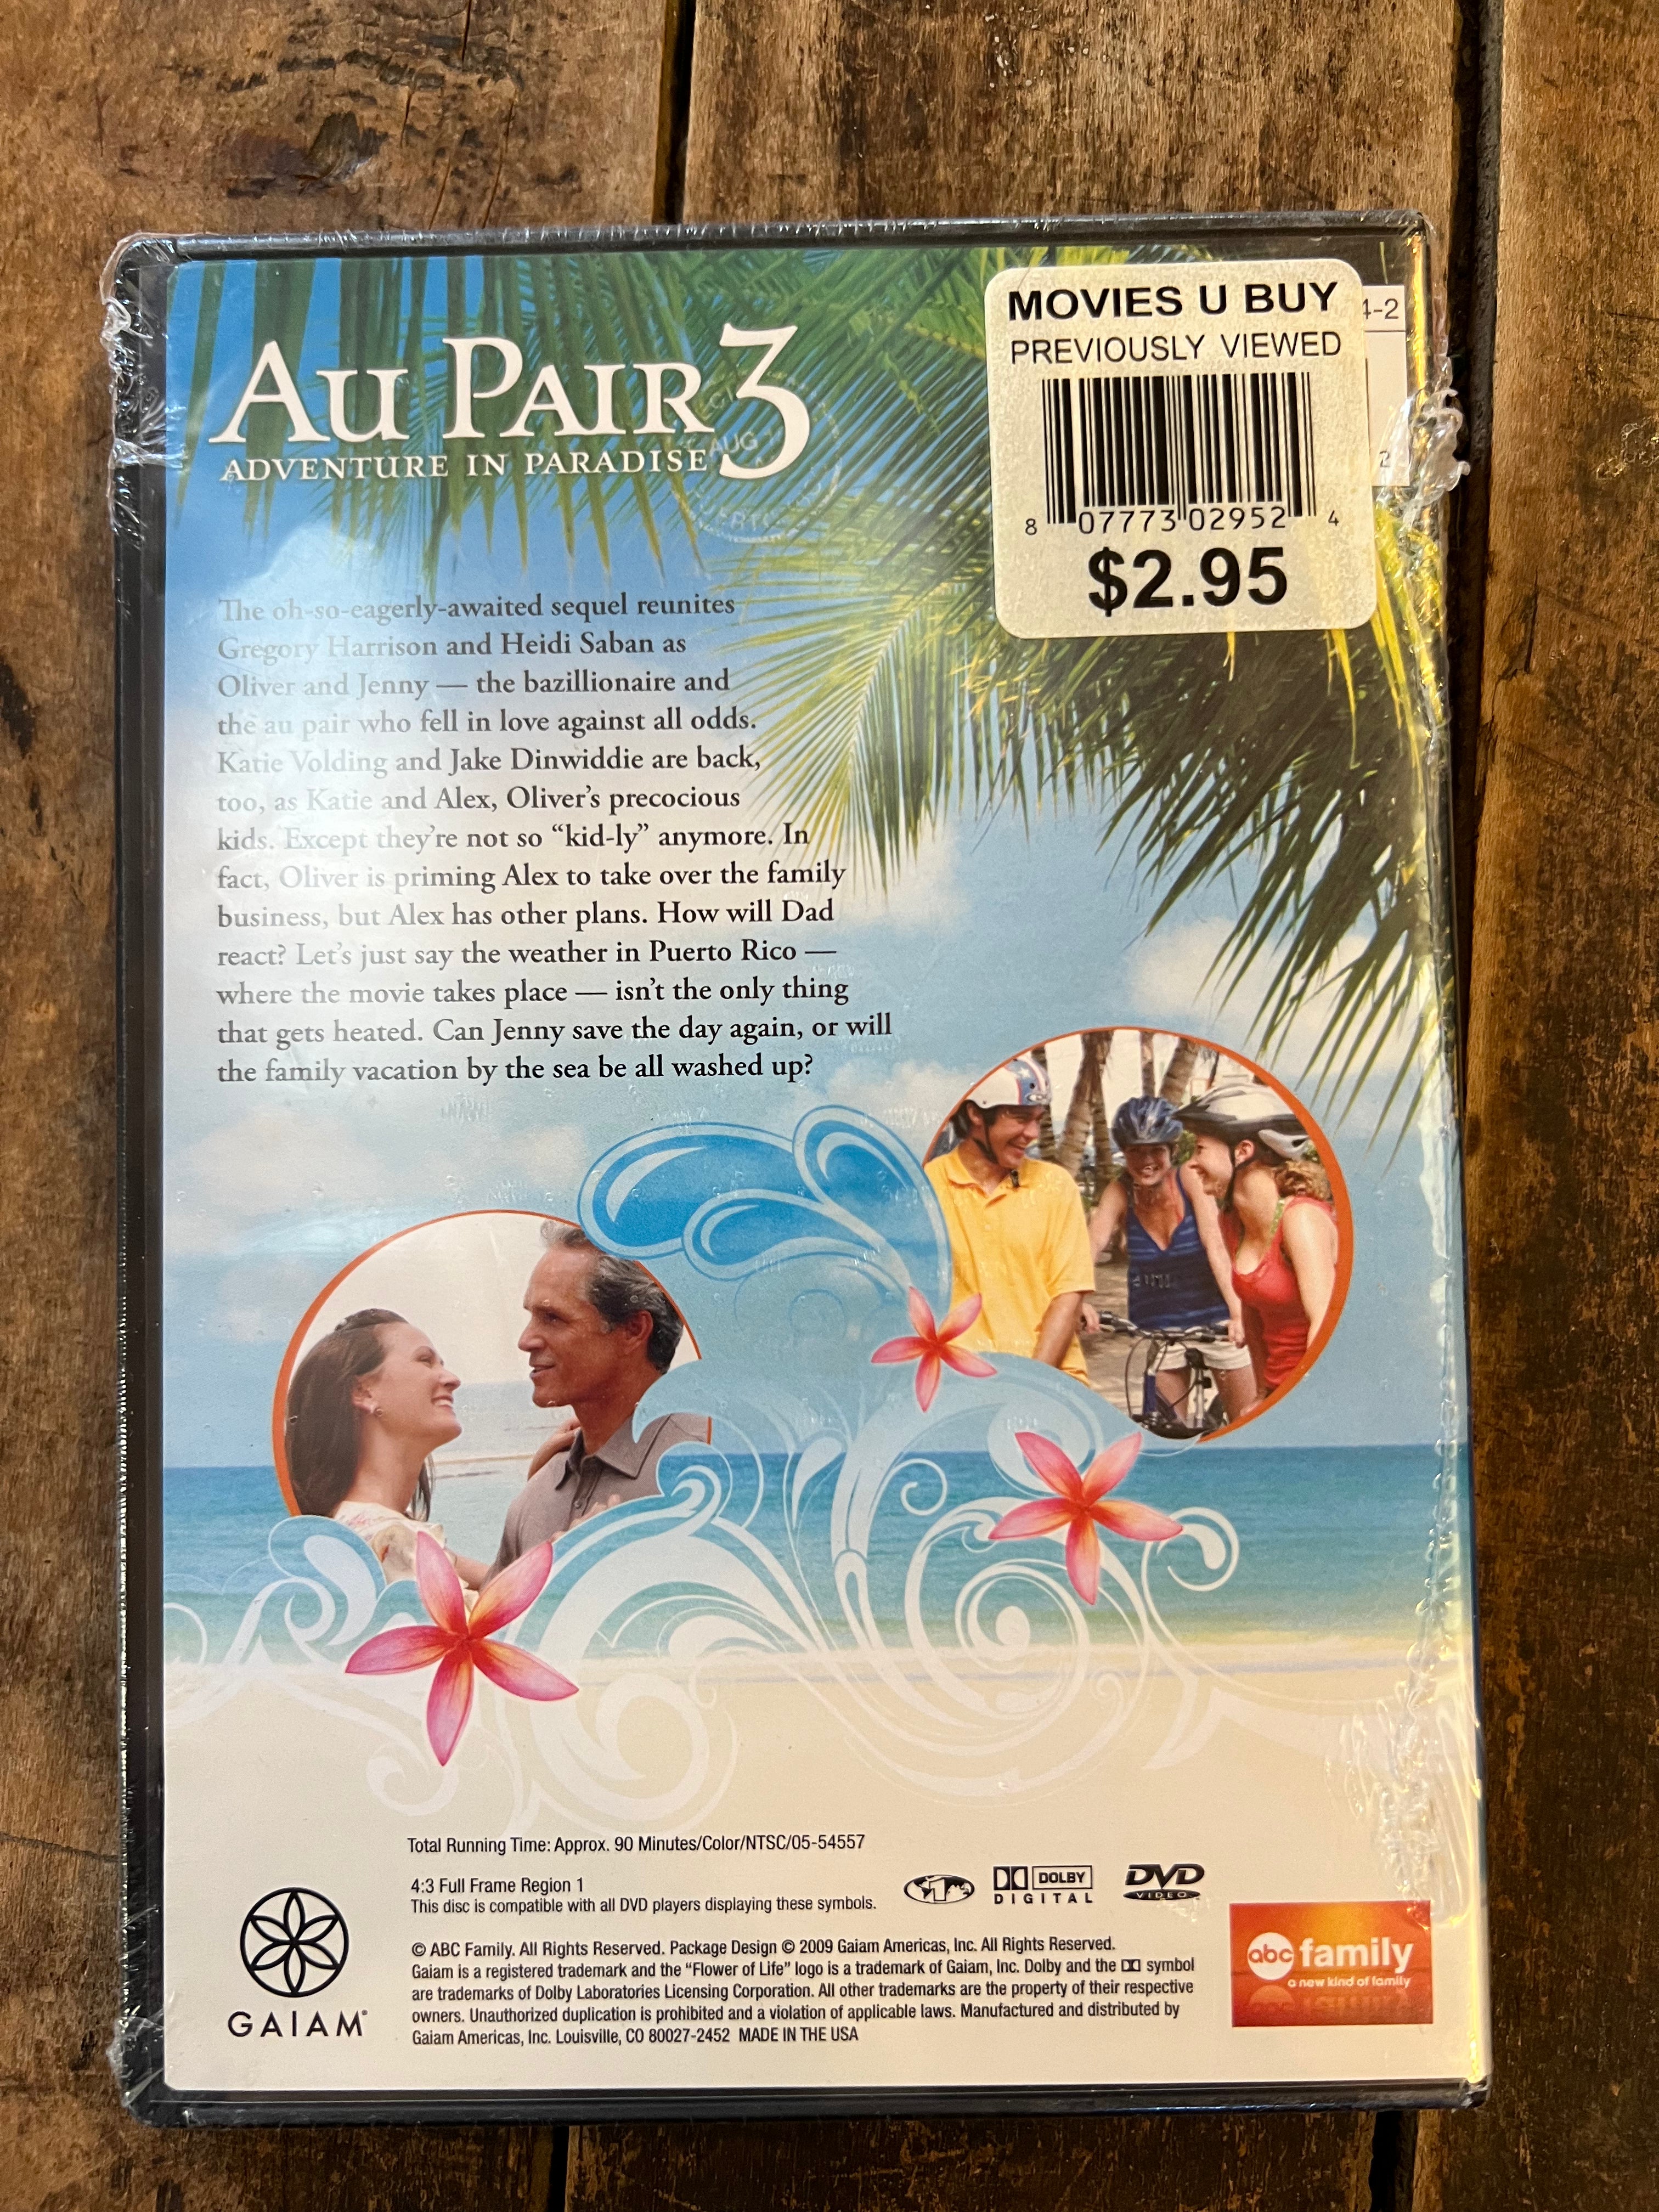 MOVIES U BUY
PREVIOUSLY VIEWED
8 07773 02952 4
$2.95
4-2
2
AU PAIR 3
ADVENTURE IN PARADISE
AUG
The oh-so-eagerly-awaited sequel reunites
Gregory Harrison and Heidi Saban as
Oliver and Jenny — the bazillionaire and
the au pair who fell in love against all odds.
Katie Volding and Jake Dinwiddie are back,
too, as Katie and Alex, Oliver's precocious
kids. Except they're not so “kid-ly” anymore. In
fact, Oliver is priming Alex to take over the family
business, but Alex has other plans. How will Dad
react? Let's just say the weather in Puerto Rico —
where the movie takes place — isn't the only thing
that gets heated. Can Jenny save the day again, or will
the family vacation by the sea be all washed up?
Total Running Time: Approx. 90 Minutes/Color/NTSC/05-54557
4:3 Full Frame Region 1
This disc is compatible with all DVD players displaying these symbols.
1
DOLBY
DIGITAL
DVD
VIDEO
© ABC Family. All Rights Reserved. Package Design © 2009 Gaiam Americas, Inc. All Rights Reserved.
Gaiam is a registered trademark and the “Flower of Life” logo is a trademark of Gaiam, Inc. Dolby and the symbol
are trademarks of Dolby Laboratories Licensing Corporation. All other trademarks are the property of their respective
owners. Unauthorized duplication is prohibited and a violation of applicable laws. Manufactured and distributed by
Gaiam Americas, Inc. Louisville, CO 80027-2452 MADE IN THE USA
GAIAM®
abc family
a new kind of family